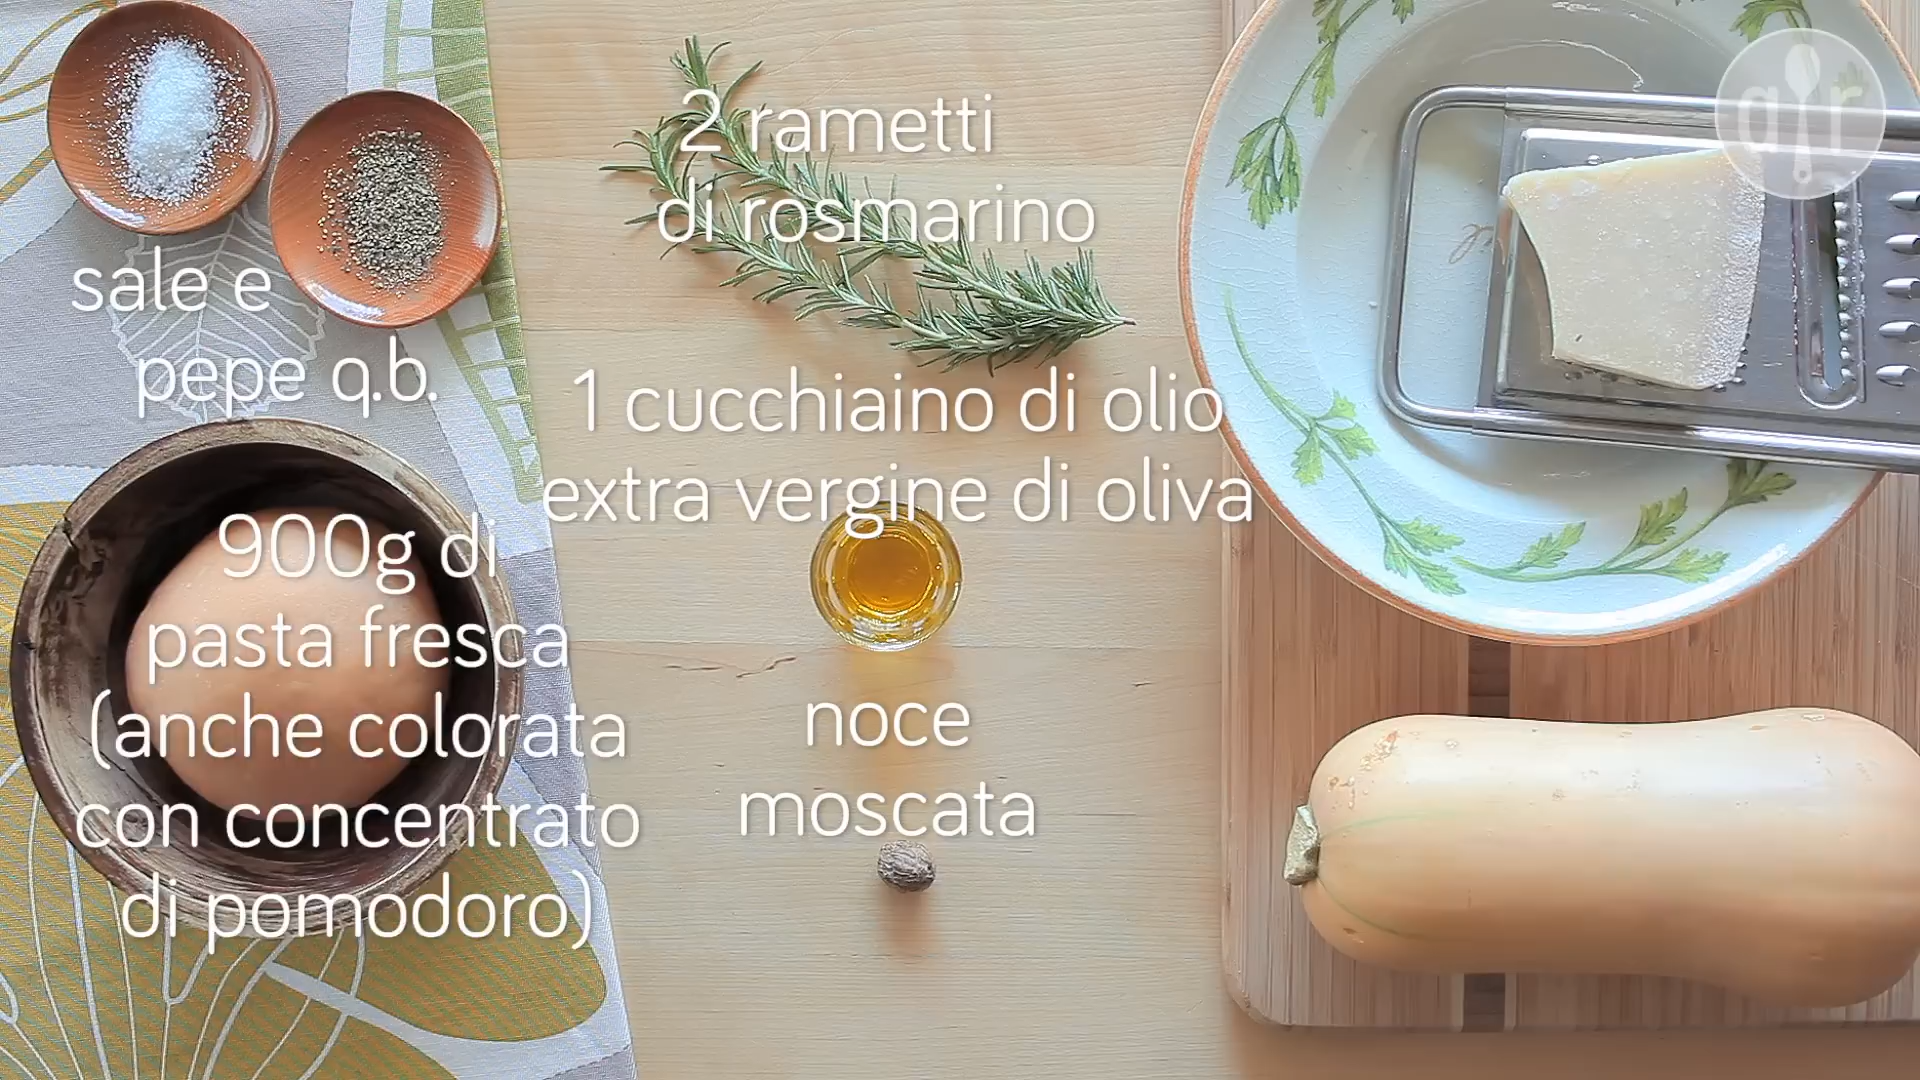 sale e
pepe q.b.
2 rametti
di rosmarino
1 cucchiaino di olio
extra vergine di oliva
900g di
pasta fresca
(anche colorata
con concentrato
di pomodoro)
noce
moscata
a r